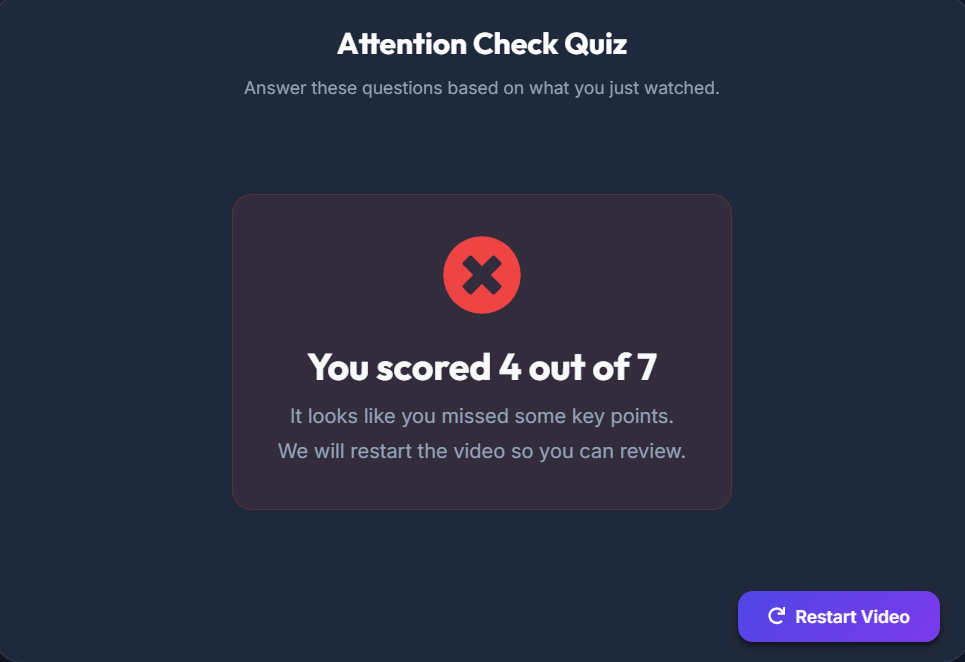 Attention Check Quiz
Answer these questions based on what you just watched.
You scored 4 out of 7
It looks like you missed some key points.
We will restart the video so you can review.
Restart Video